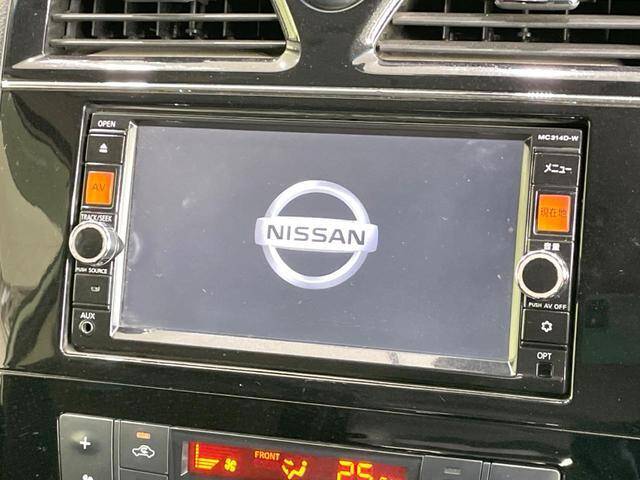 OPEN
MC314D-W
AV
メニュー
TRACK/SEEK
現在地
音量
NISSAN
PUSH SOURCE
PUSH AV OFF
AUX
OPT
FRONT
25